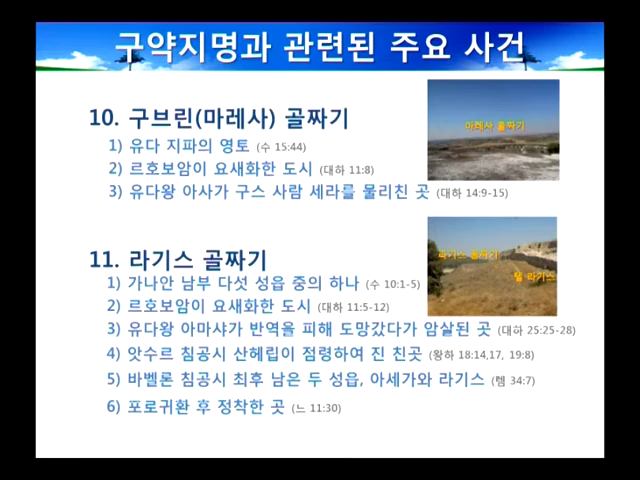 구약지명과 관련된 주요 사건
10. 구브린(마레사) 골짜기
1) 유다 지파의 영토 (수 15:44)
2) 르호보암이 요새화한 도시 (대하 11:8)
3) 유다왕 아사가 구스 사람 세라를 물리친 곳 (대하 14:9-15)
마레사 골짜기
11. 라기스 골짜기
1) 가나안 남부 다섯 성읍 중의 하나 (수 10:1-5)
2) 르호보암이 요새화한 도시 (대하 11:5-12)
3) 유다왕 아마샤가 반역을 피해 도망갔다가 암살된 곳 (대하 25:25-28)
4) 앗수르 침공시 산헤립이 점령하여 진 친곳 (왕하 18:14,17, 19:8)
5) 바벨론 침공시 최후 남은 두 성읍, 아세가와 라기스 (렘 34:7)
6) 포로귀환 후 정착한 곳 (느 11:30)
라기스 골짜기
텔 라기스